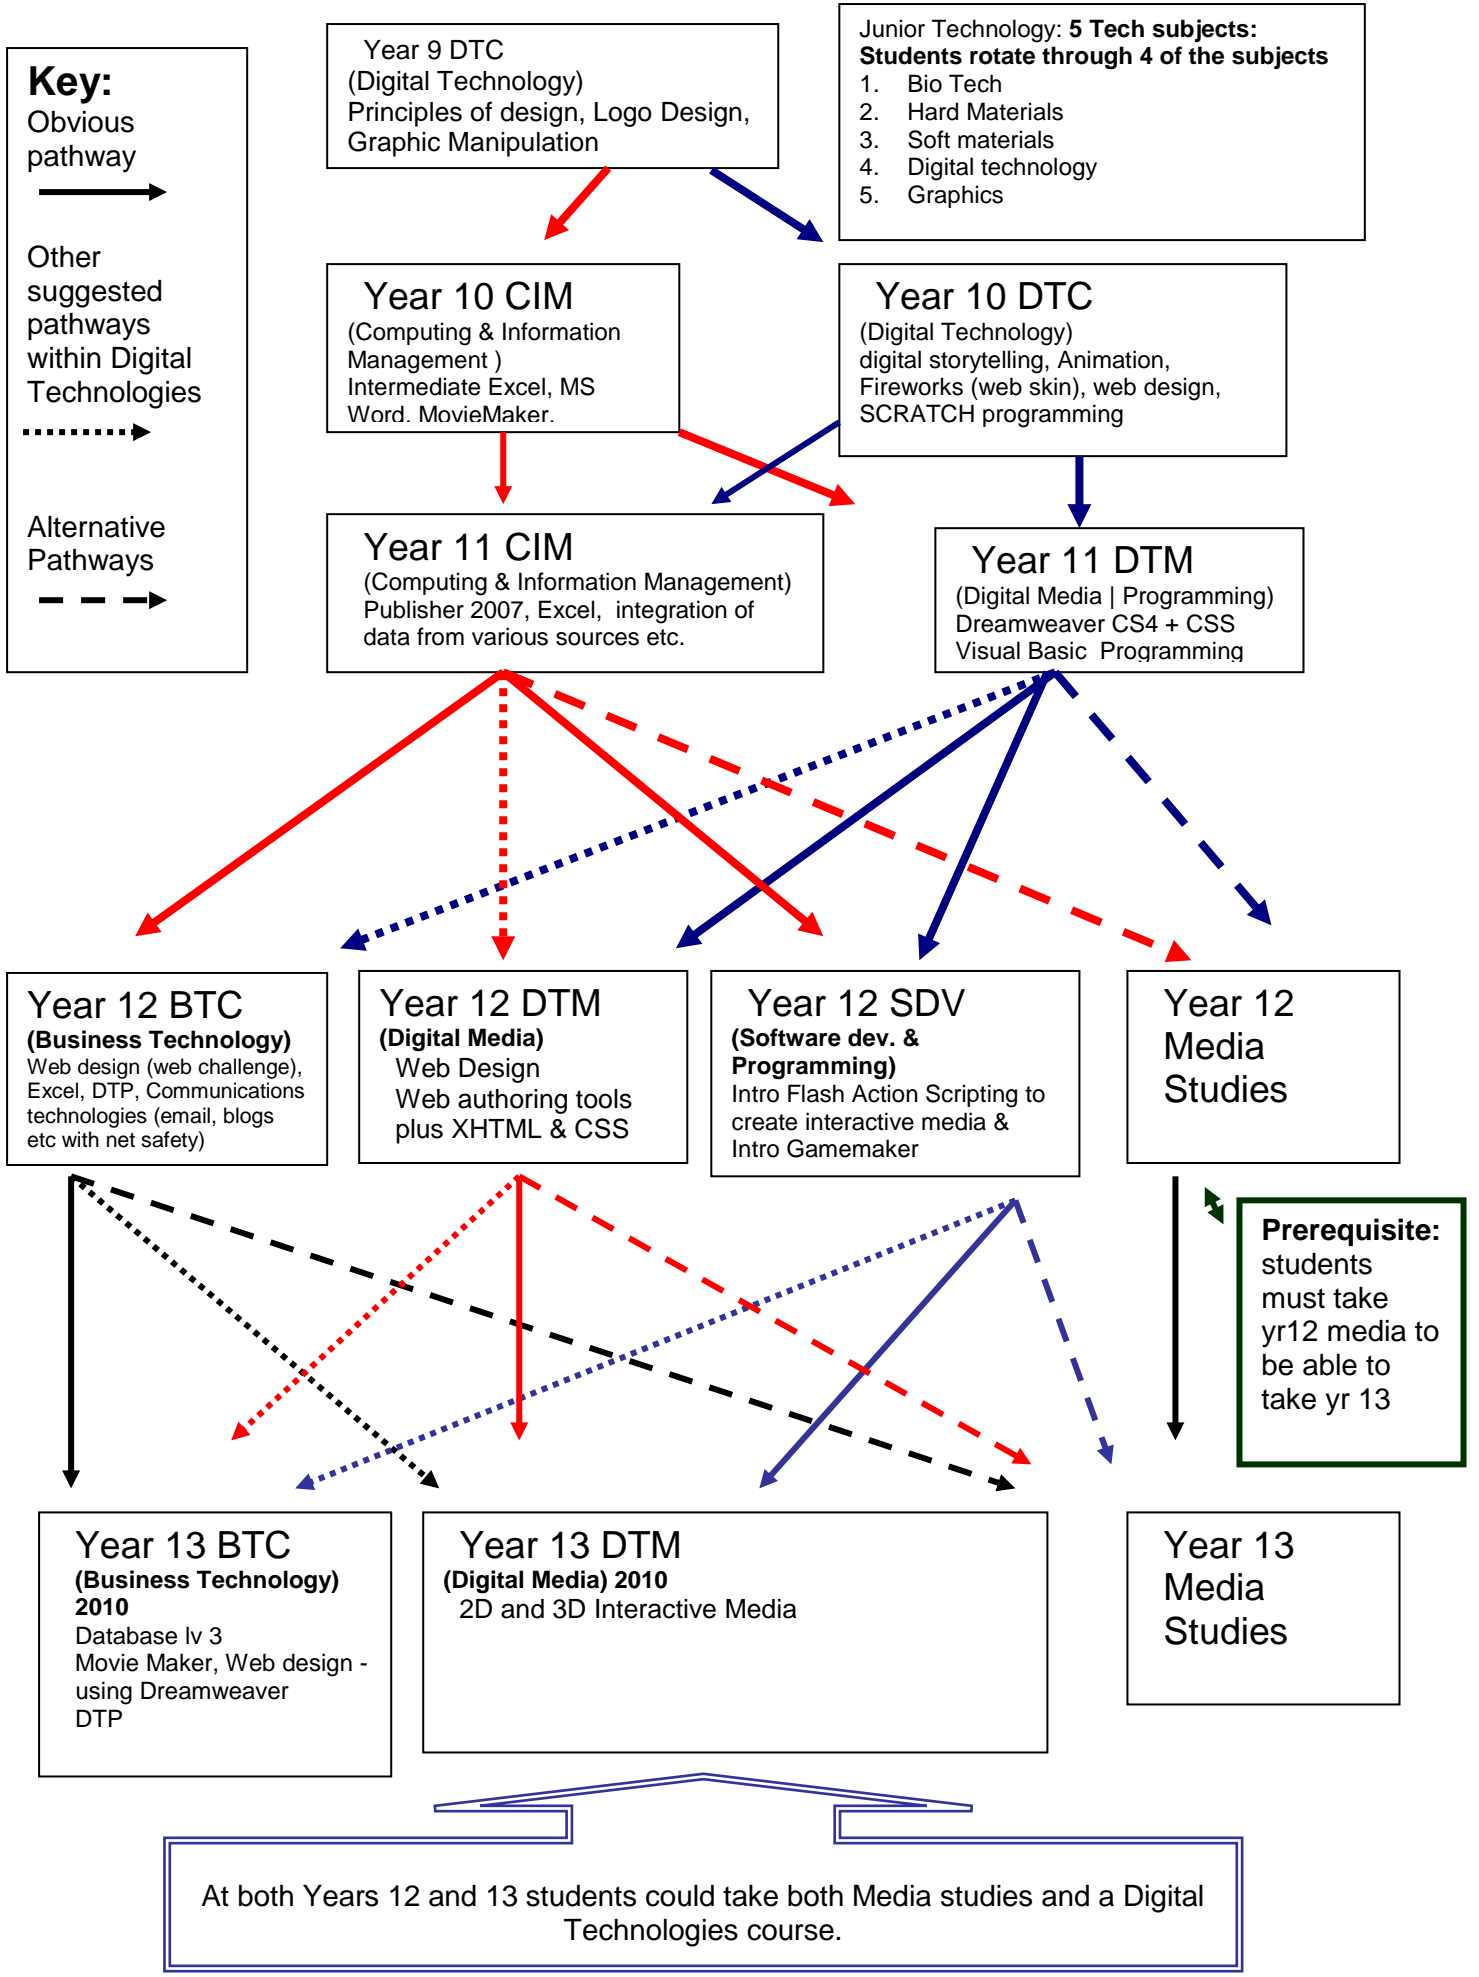 Key:
Obvious
pathway
Other
suggested
pathways
within Digital
Technologies
Alternative
Pathways
Year 9 DTC
(Digital Technology)
Principles of design, Logo Design,
Graphic Manipulation
Junior Technology: 5 Tech subjects:
Students rotate through 4 of the subjects
1. Bio Tech
2. Hard Materials
3. Soft materials
4. Digital technology
5. Graphics
Year 10 CIM
(Computing & Information
Management )
Intermediate Excel, MS
Word, MovieMaker,
Year 10 DTC
(Digital Technology)
digital storytelling, Animation,
Fireworks (web skin), web design,
SCRATCH programming
Year 11 CIM
(Computing & Information Management)
Publisher 2007, Excel, integration of
data from various sources etc.
Year 11 DTM
(Digital Media | Programming)
Dreamweaver CS4 + CSS
Visual Basic Programming
Year 12 BTC
(Business Technology)
Web design (web challenge),
Excel, DTP, Communications
technologies (email, blogs
etc with net safety)
Year 12 DTM
(Digital Media)
Web Design
Web authoring tools
plus XHTML & CSS
Year 12 SDV
(Software dev. &
Programming)
Intro Flash Action Scripting to
create interactive media &
Intro Gamemaker
Year 12
Media
Studies
Prerequisite:
students
must take
yr12 media to
be able to
take yr 13
Year 13 BTC
(Business Technology)
2010
Database lv 3
Movie Maker, Web design -
using Dreamweaver
DTP
Year 13 DTM
(Digital Media) 2010
2D and 3D Interactive Media
Year 13
Media
Studies
At both Years 12 and 13 students could take both Media studies and a Digital
Technologies course.